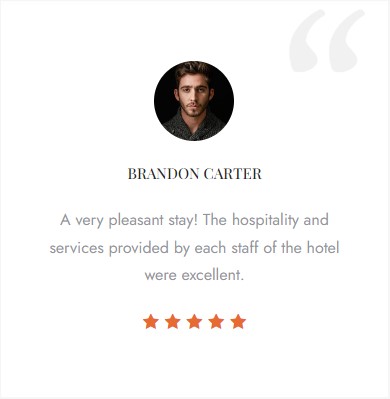 BRANDON CARTER
A very pleasant stay! The hospitality and
services provided by each staff of the hotel
were excellent.